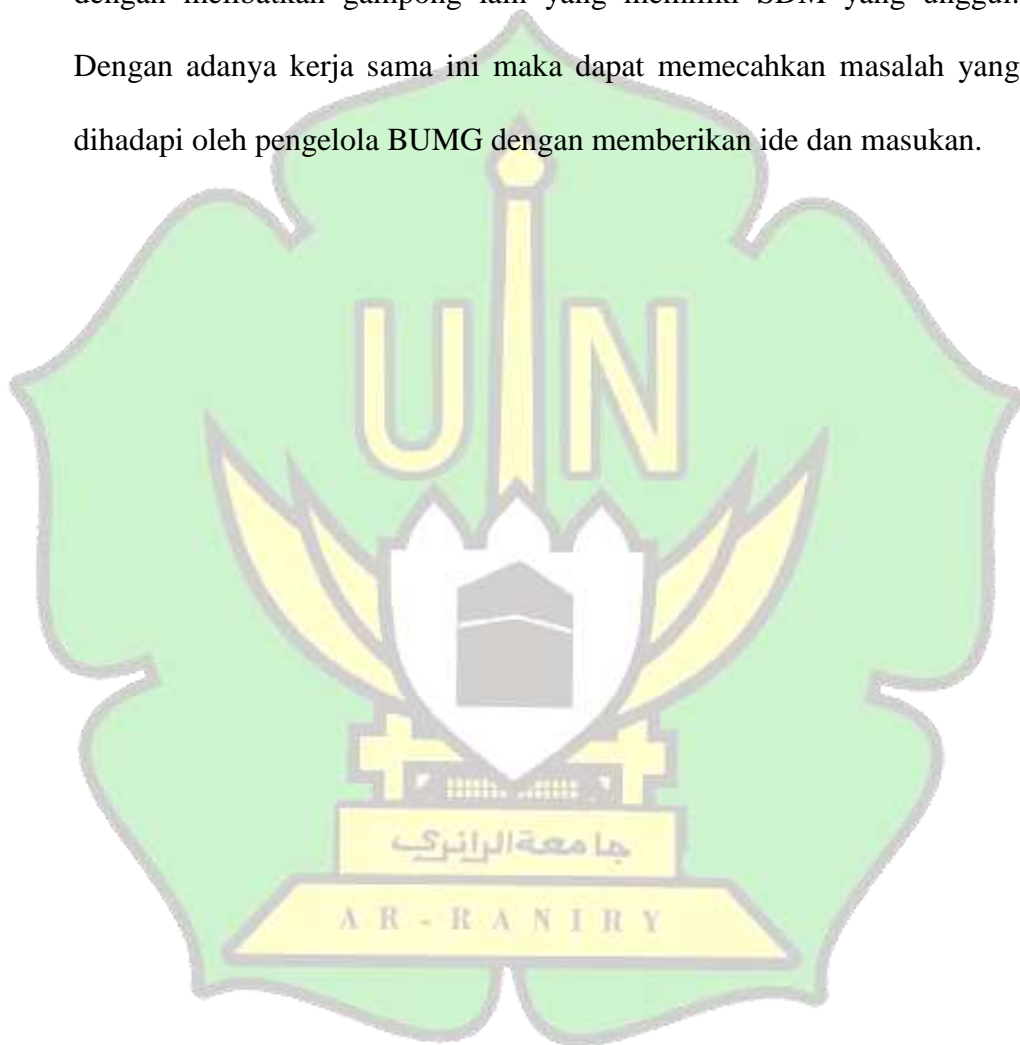 dengan melibatkan gampong lain yang memiliki SDM yang unggul.
Dengan adanya kerja sama ini maka dapat memecahkan masalah yang
dihadapi oleh pengelola BUMG dengan memberikan ide dan masukan.
UIN
جامعة الرانري
AR-RANIRY